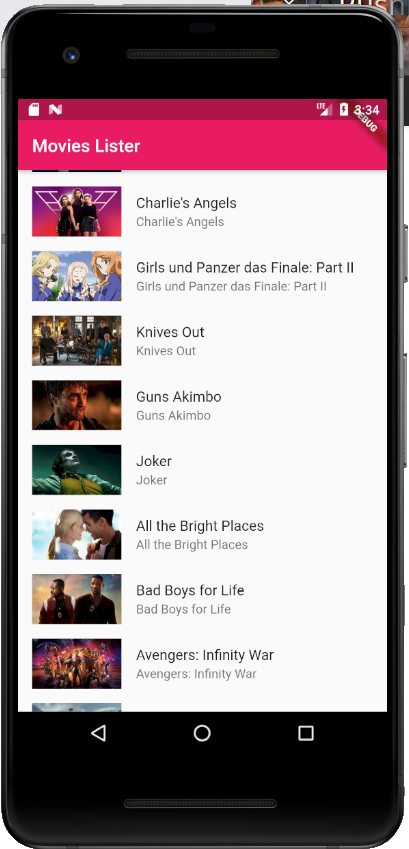 Push
LTE 3:34
DEBUG
Movies Lister
Charlie's Angels
Charlie's Angels
Girls und Panzer das Finale: Part II
Girls und Panzer das Finale: Part II
Knives Out
Knives Out
Guns Akimbo
Guns Akimbo
Joker
Joker
All the Bright Places
All the Bright Places
Bad Boys for Life
Bad Boys for Life
Avengers: Infinity War
Avengers: Infinity War